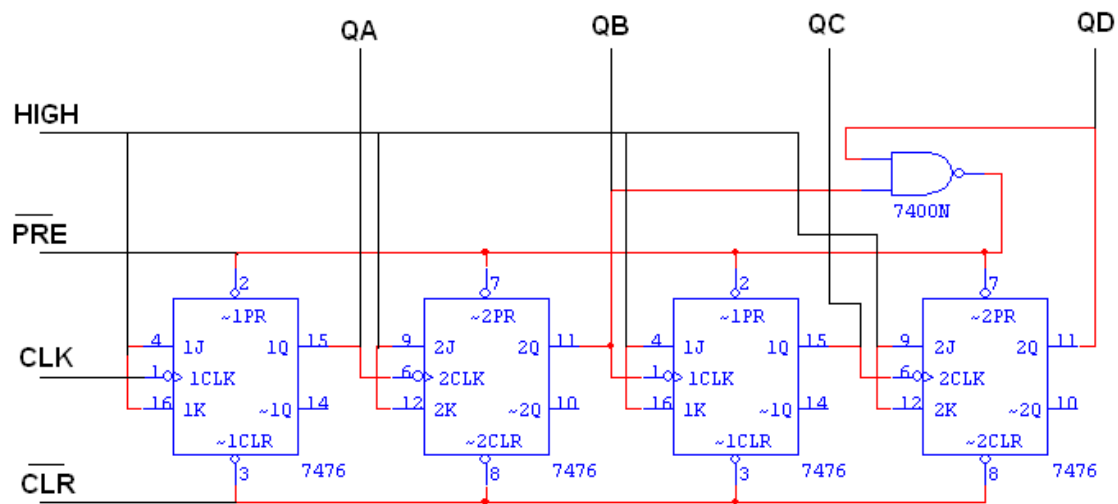 QA QB QC QD
HIGH
7400N
P̅R̅E̅
2 7 2 7
~1PR ~2PR ~1PR ~2PR
4 1J 1Q 15 9 2J 2Q 11 4 1J 1Q 15 9 2J 2Q 11
CLK
1 1CLK 6 2CLK 1 1CLK 6 2CLK
16 1K ~1Q 14 12 2K ~2Q 10 16 1K ~1Q 14 12 2K ~2Q 10
~1CLR ~2CLR ~1CLR ~2CLR
3 7476 8 7476 3 7476 8 7476
C̅L̅R̅